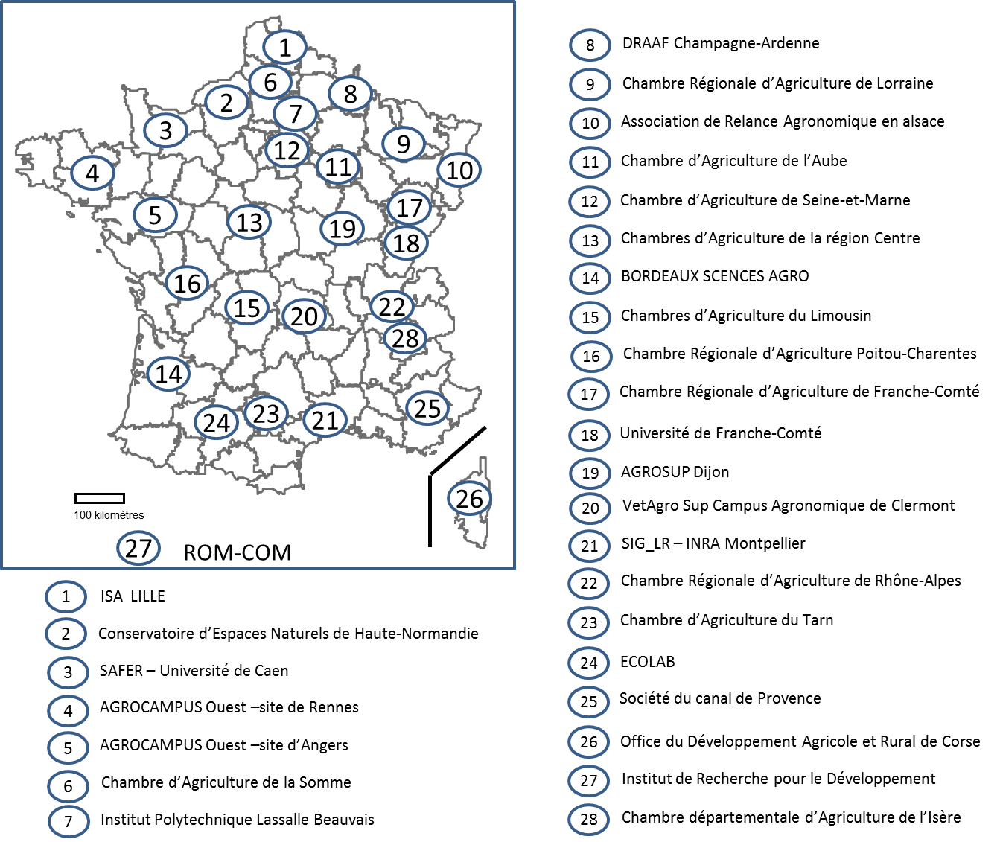 1
6
2
8
7
3
9
12
11
10
4
17
5
13
19
18
16
15
20
22
28
14
25
23
24
21
26
100 kilomètres
27 ROM-COM
1 ISA LILLE
2 Conservatoire d’Espaces Naturels de Haute-Normandie
3 SAFER – Université de Caen
4 AGROCAMPUS Ouest –site de Rennes
5 AGROCAMPUS Ouest –site d’Angers
6 Chambre d’Agriculture de la Somme
7 Institut Polytechnique Lassalle Beauvais
8 DRAAF Champagne-Ardenne
9 Chambre Régionale d’Agriculture de Lorraine
10 Association de Relance Agronomique en alsace
11 Chambre d’Agriculture de l’Aube
12 Chambre d’Agriculture de Seine-et-Marne
13 Chambres d’Agriculture de la région Centre
14 BORDEAUX SCENCES AGRO
15 Chambres d’Agriculture du Limousin
16 Chambre Régionale d’Agriculture Poitou-Charentes
17 Chambre Régionale d’Agriculture de Franche-Comté
18 Université de Franche-Comté
19 AGROSUP Dijon
20 VetAgro Sup Campus Agronomique de Clermont
21 SIG_LR – INRA Montpellier
22 Chambre Régionale d’Agriculture de Rhône-Alpes
23 Chambre d’Agriculture du Tarn
24 ECOLAB
25 Société du canal de Provence
26 Office du Développement Agricole et Rural de Corse
27 Institut de Recherche pour le Développement
28 Chambre départementale d’Agriculture de l’Isère